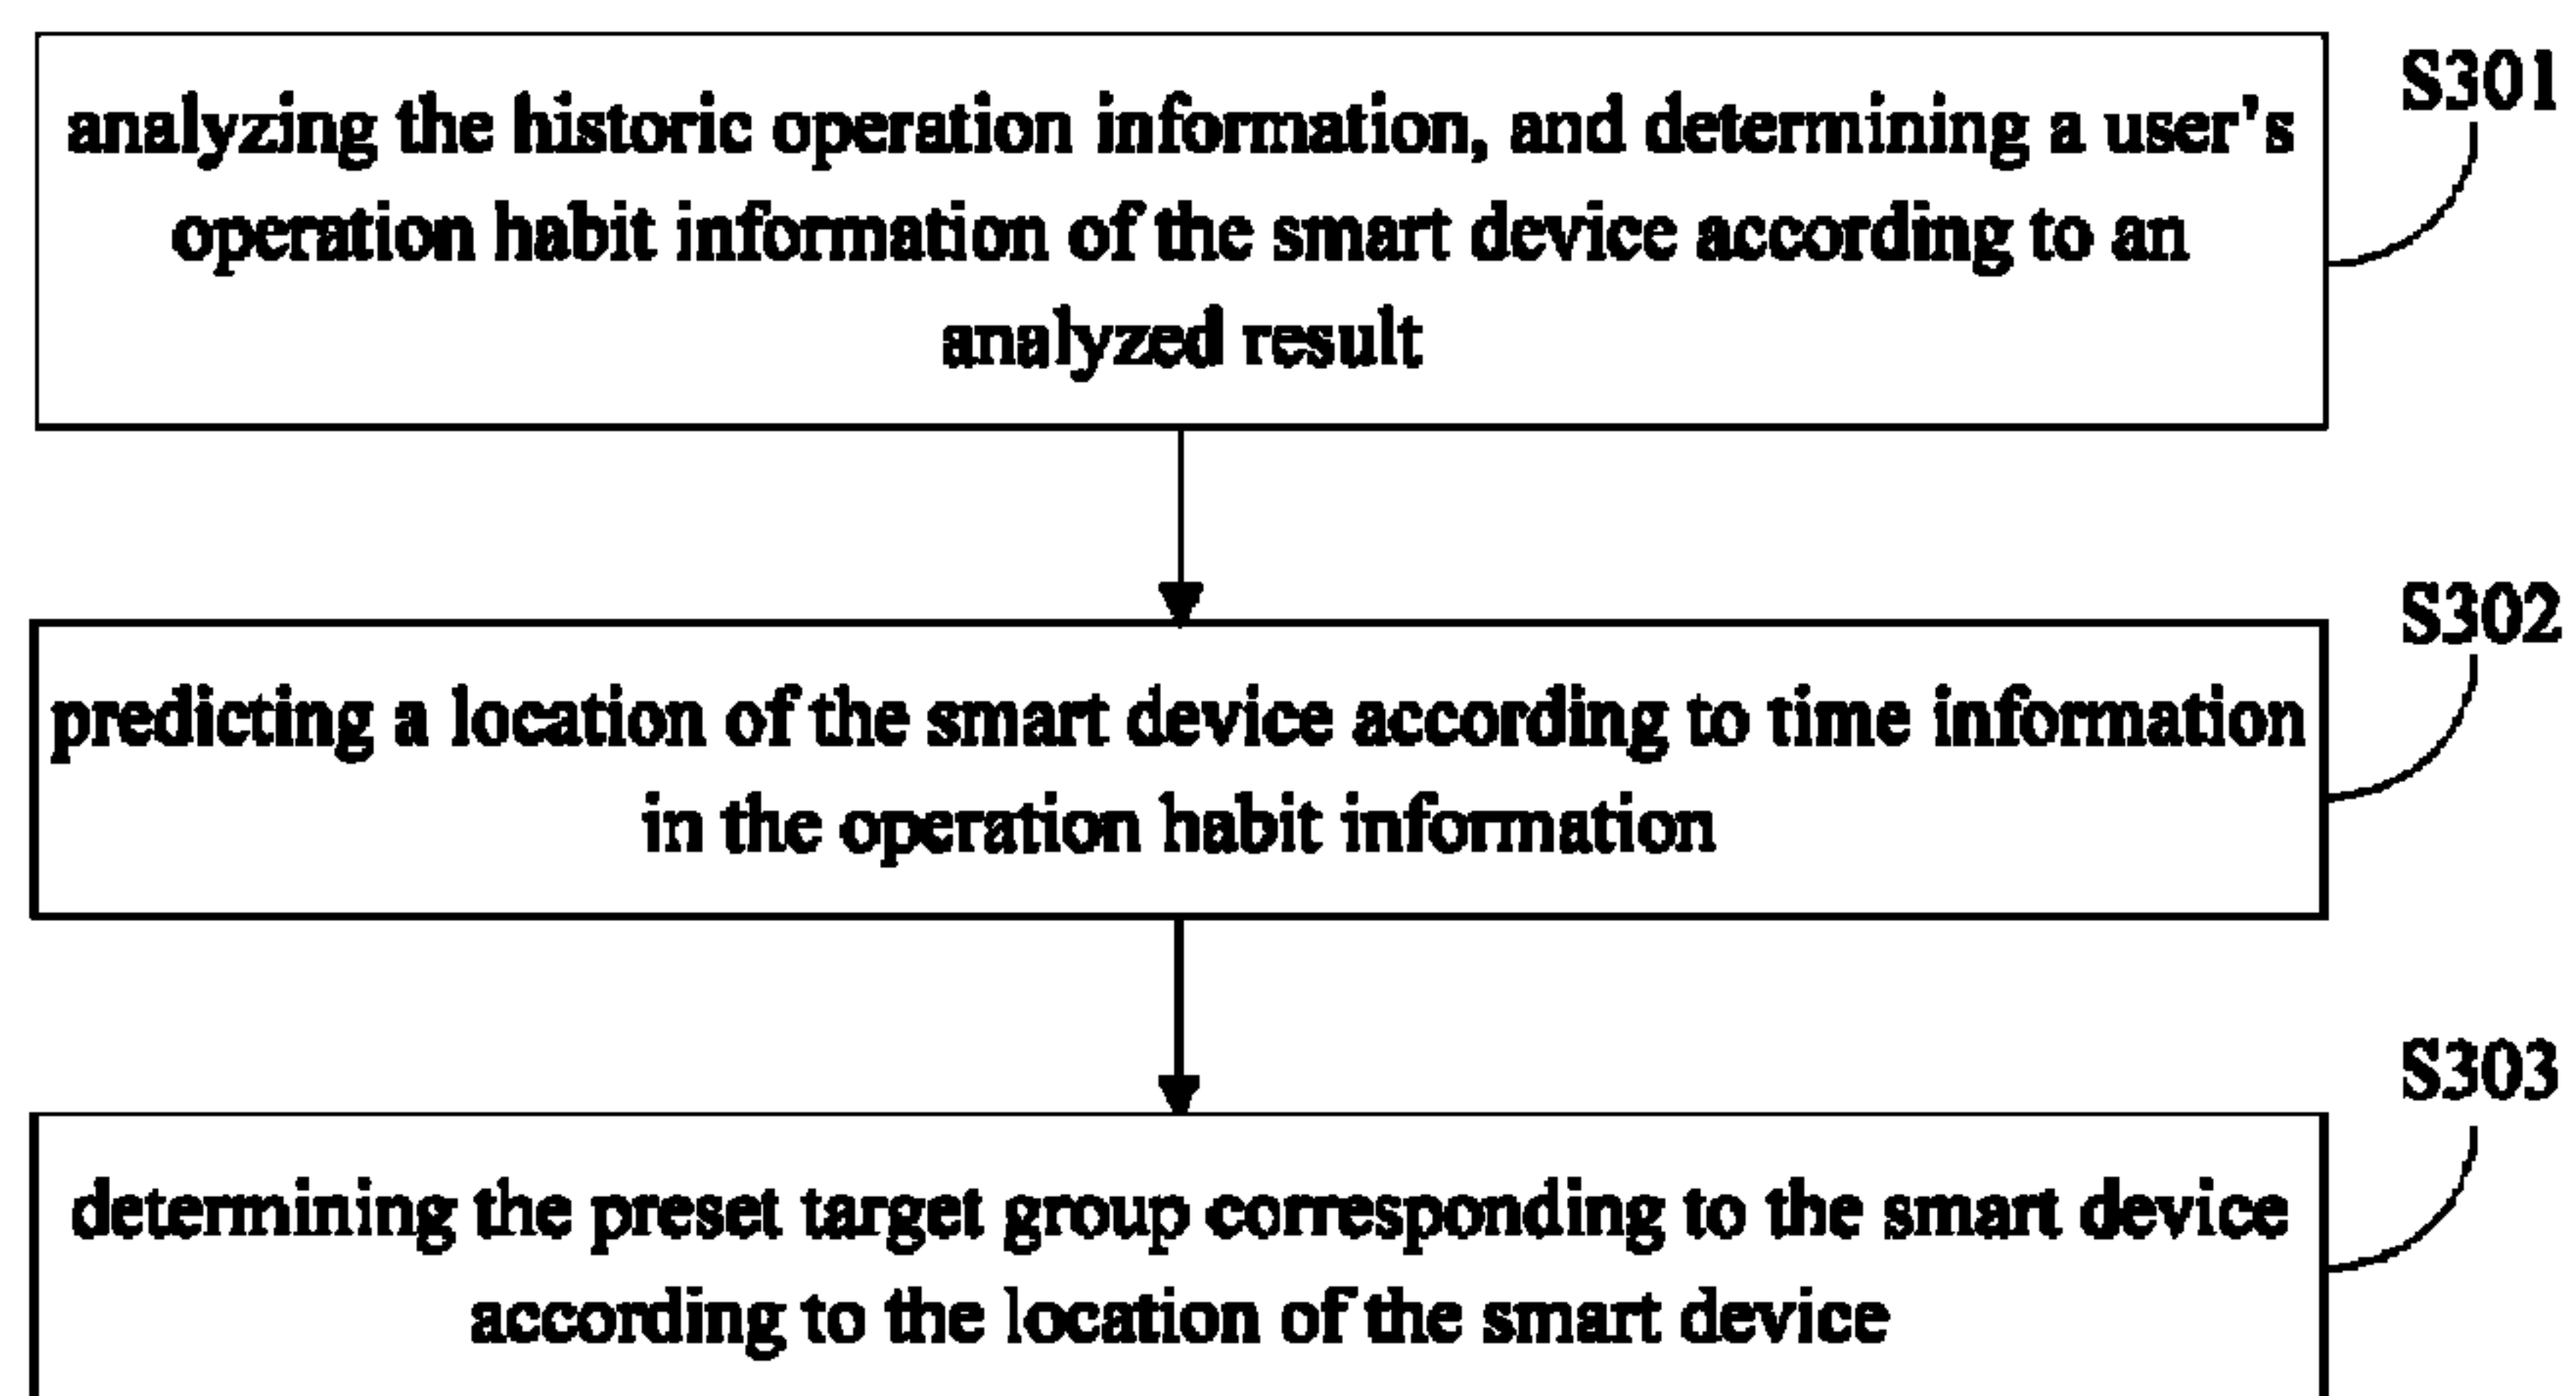 S301
analyzing the historic operation information, and determining a user's
operation habit information of the smart device according to an
analyzed result
S302
predicting a location of the smart device according to time information
in the operation habit information
S303
determining the preset target group corresponding to the smart device
according to the location of the smart device